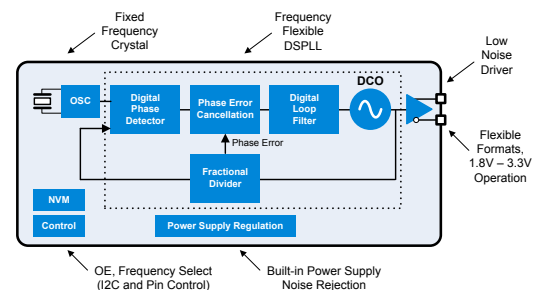 Fixed
Frequency
Crystal
Frequency
Flexible
DSPLL
Low
Noise
Driver
OSC
Digital
Phase
Detector
Phase Error
Cancellation
Digital
Loop
Filter
DCO
Phase Error
Fractional
Divider
Flexible
Formats,
1.8V – 3.3V
Operation
NVM
Control
Power Supply Regulation
OE, Frequency Select
(I2C and Pin Control)
Built-in Power Supply
Noise Rejection